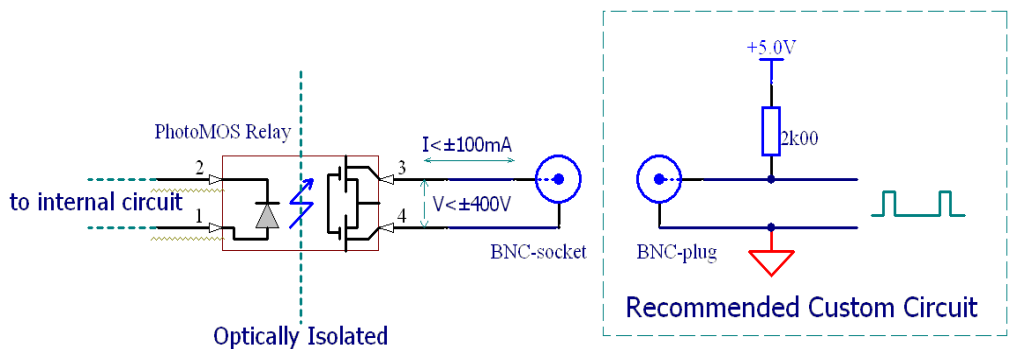 +5.0V
PhotoMOS Relay
2k00
I<±100mA
2
3
to internal circuit
V<±400V
1
4
BNC-socket
BNC-plug
Recommended Custom Circuit
Optically Isolated